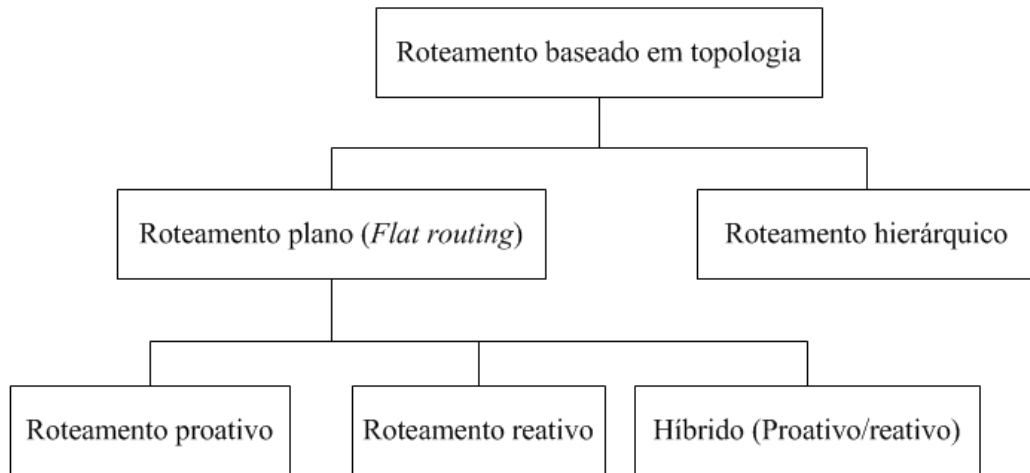 Roteamento baseado em topologia
Roteamento plano (Flat routing)
Roteamento hierárquico
Roteamento proativo
Roteamento reativo
Híbrido (Proativo/reativo)